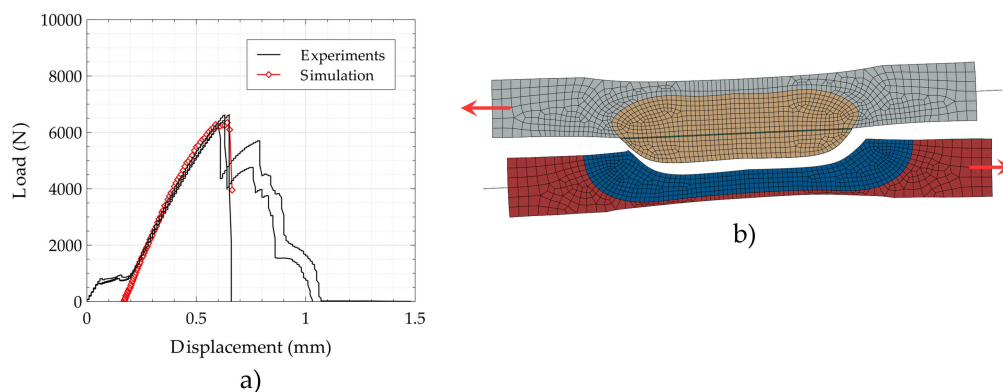 10000
8000
6000
4000
2000
0
Load (N)
Experiments
Simulation
0
0.5
1
1.5
Displacement (mm)
a)
b)